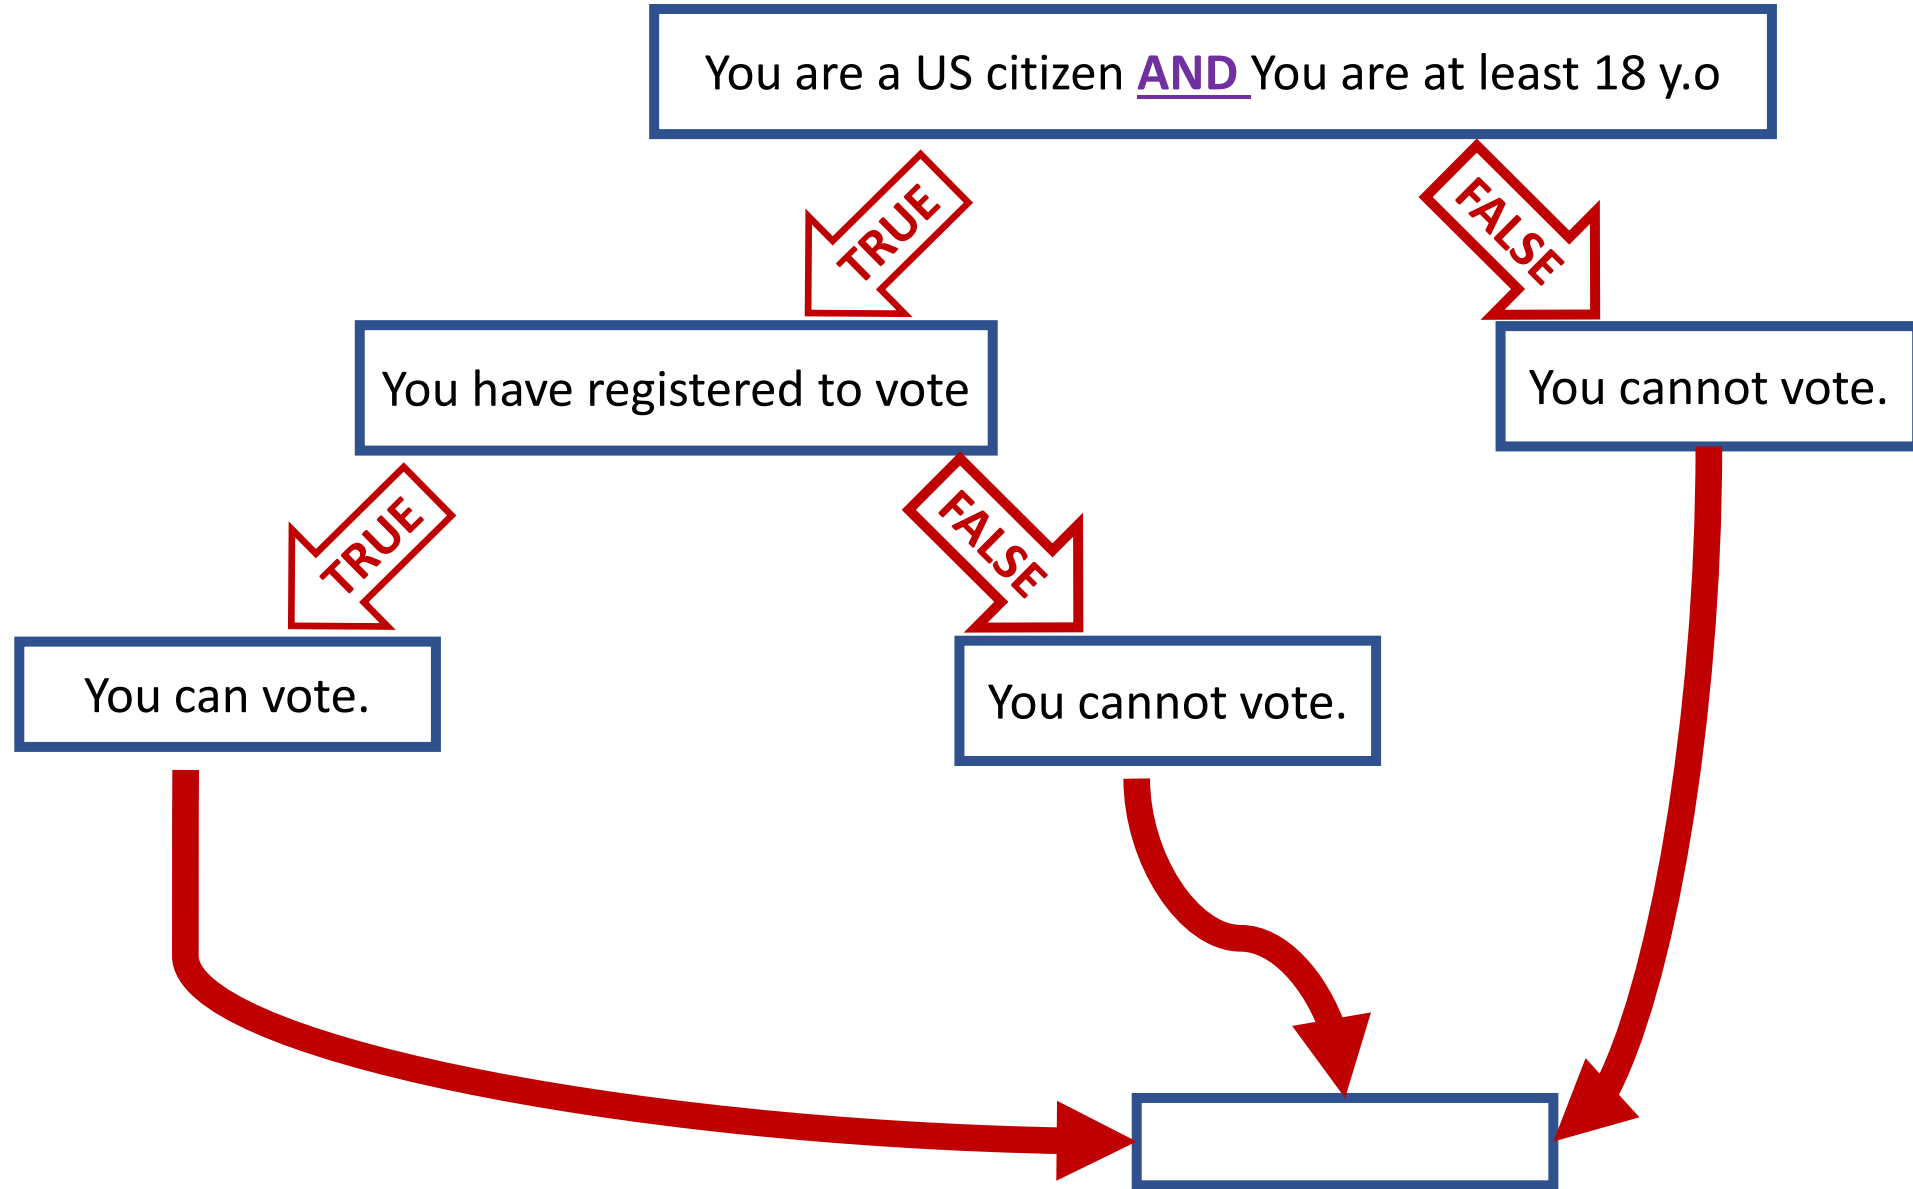 You are a US citizen AND You are at least 18 y.o
TRUE
FALSE
You have registered to vote
You cannot vote.
TRUE
FALSE
You can vote.
You cannot vote.